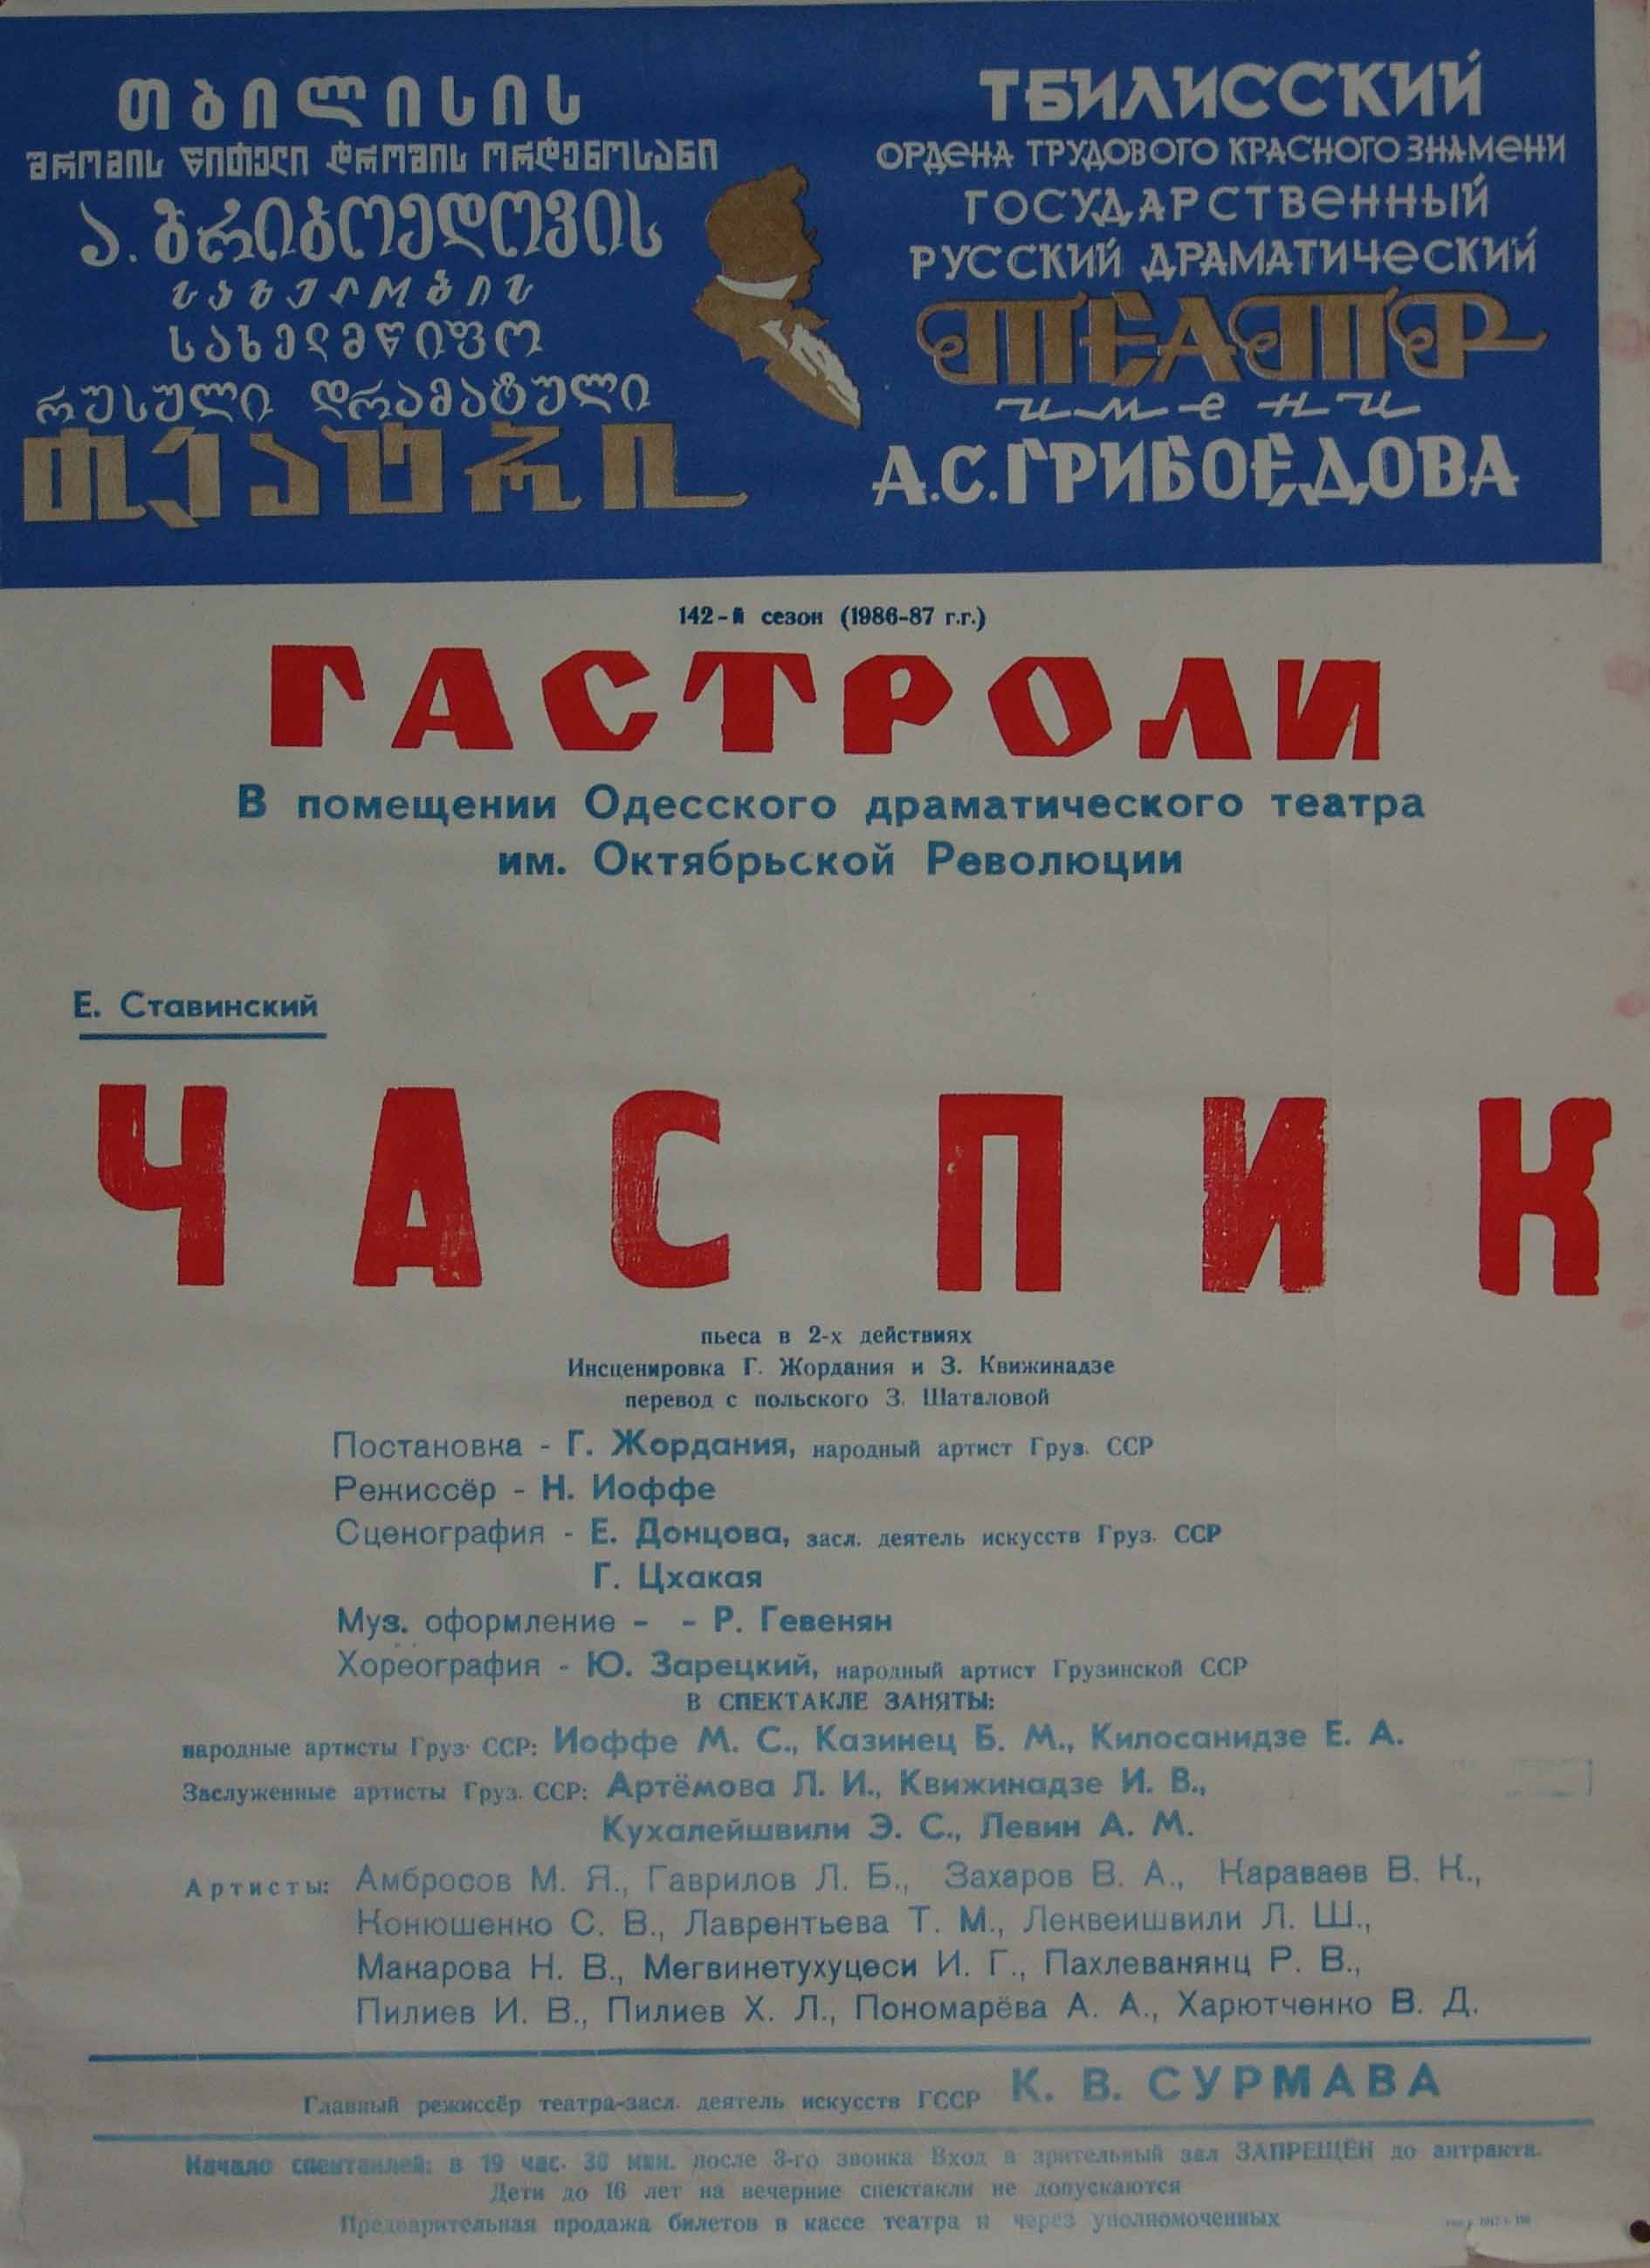 თბილისის
შრომის წითელი დროშის ორდენოსანი
ა. გრიბოედოვის
სახელობის
სახელმწიფო
რუსული დრამატული
თეატრი
ТБИЛИССКИЙ
ОРДЕНА ТРУДОВОГО КРАСНОГО ЗНАМЕНИ
ГОСУДАРСТВЕННЫЙ
РУССКИЙ ДРАМАТИЧЕСКИЙ
ТЕАТР
имени
А.С.ГРИБОЕДОВА
142-й сезон (1986-87 г.г.)
ГАСТРОЛИ
В помещении Одесского драматического театра
им. Октябрьской Революции
Е. Ставинский
ЧАС ПИК
пьеса в 2-х действиях
Инсценировка Г. Жордания и З. Квижинадзе
перевод с польского З. Шаталовой
Постановка - Г. Жордания, народный артист Груз. ССР
Режиссёр - Н. Иоффе
Сценография - Е. Донцова, засл. деятель искусств Груз. ССР
Г. Цхакая
Муз. оформление - - Р. Гевенян
Хореография - Ю. Зарецкий, народный артист Грузинской ССР
В СПЕКТАКЛЕ ЗАНЯТЫ:
народные артисты Груз. ССР: Иоффе М. С., Казинец Б. М., Килосанидзе Е. А.
Заслуженные артисты Груз. ССР: Артёмова Л. И., Квижинадзе И. В.,
Кухалейшвили Э. С., Левин А. М.
Артисты: Амбросов М. Я., Гаврилов Л. Б., Захаров В. А., Караваев В. К.,
Конюшенко С. В., Лаврентьева Т. М., Леквеишвили Л. Ш.,
Макарова Н. В., Мегвинетухуцеси И. Г., Пахлеванянц Р. В.,
Пилиев И. В., Пилиев Х. Л., Пономарёва А. А., Харютченко В. Д.
Главный режиссёр театра-засл. деятель искусств ГССР К. В. СУРМАВА
Начало спектаклей: в 19 час. 30 мин. после 3-го звонка Вход в зрительный зал ЗАПРЕЩЕН до антракта.
Дети до 16 лет на вечерние спектакли не допускаются
Предварительная продажа билетов в кассе театра и через уполномоченных